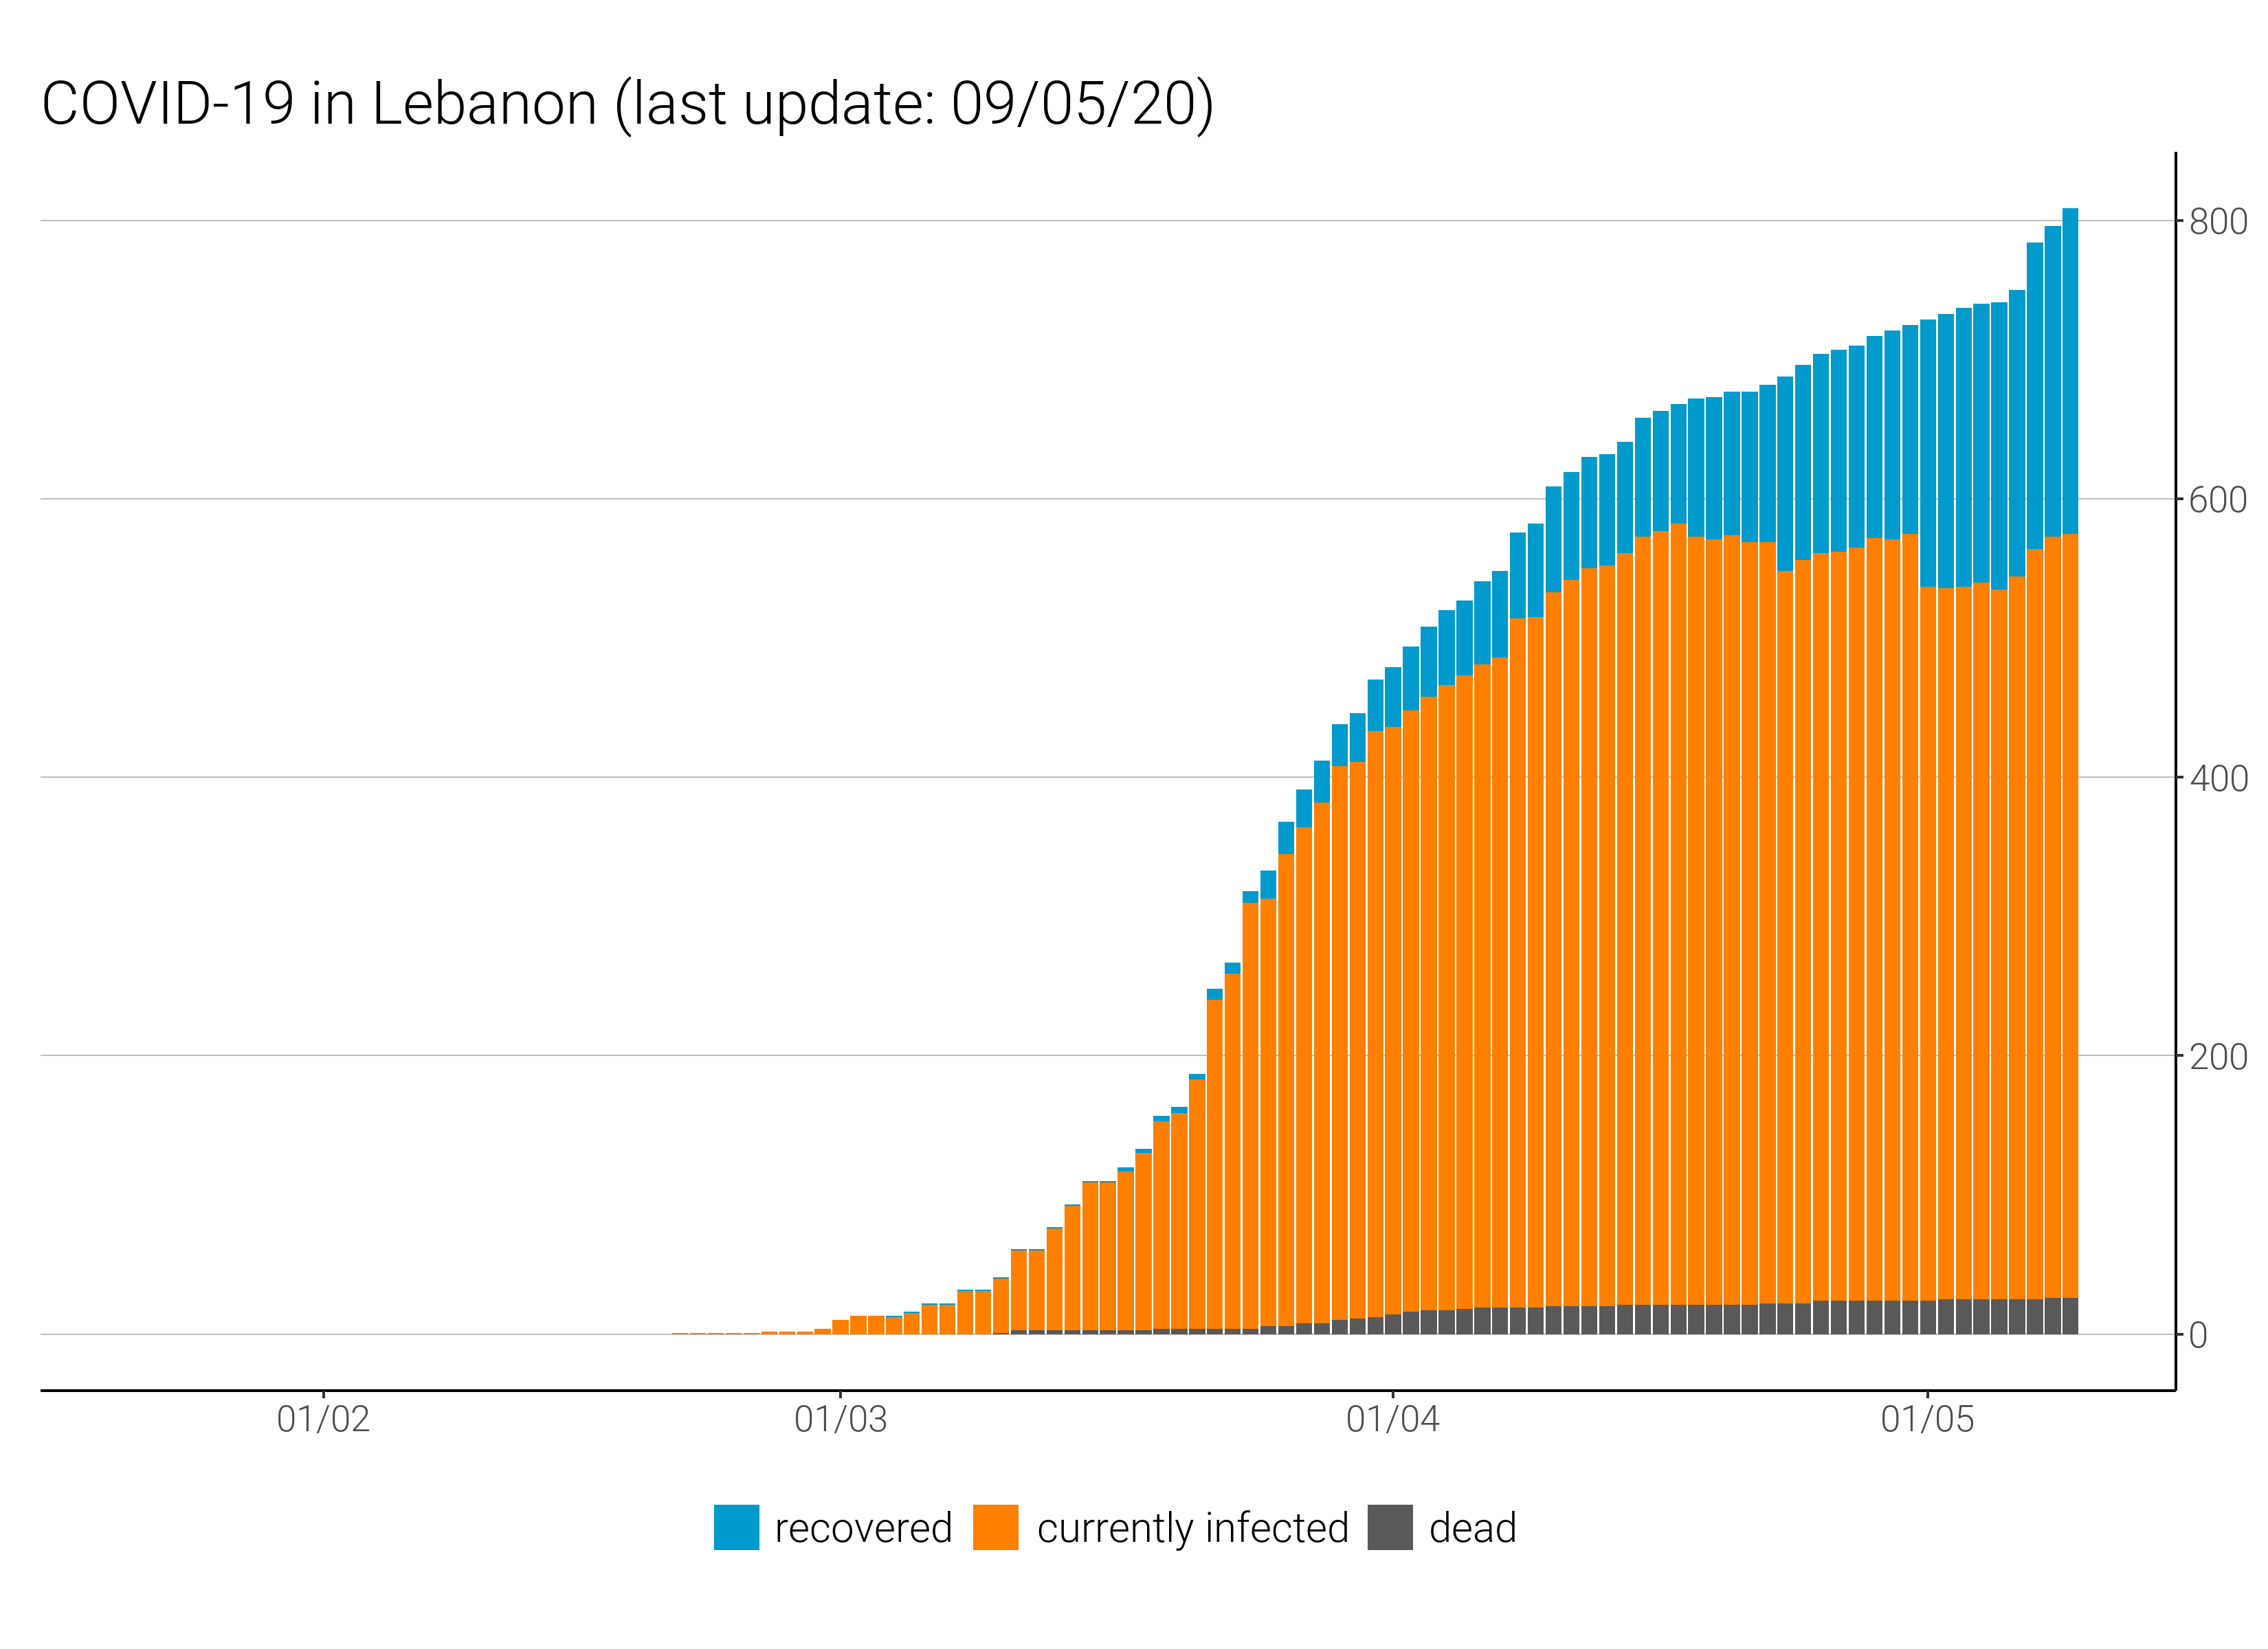 COVID-19 in Lebanon (last update: 09/05/20)
800
600
400
200
0
01/02 01/03 01/04 01/05
recovered currently infected dead